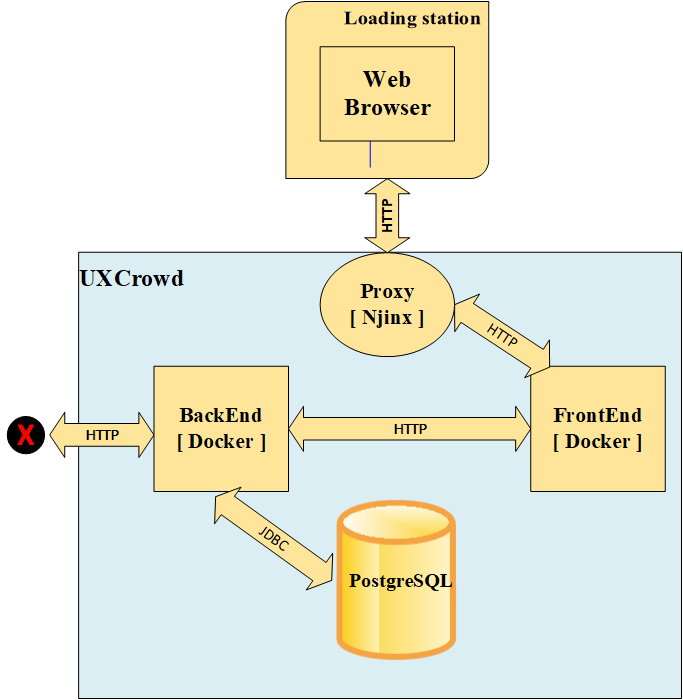 Loading station
Web
Browser
HTTP
UXCrowd
Proxy
[ Njinx ]
HTTP
BackEnd
[ Docker ]
FrontEnd
[ Docker ]
X
HTTP
HTTP
JDBC
PostgreSQL